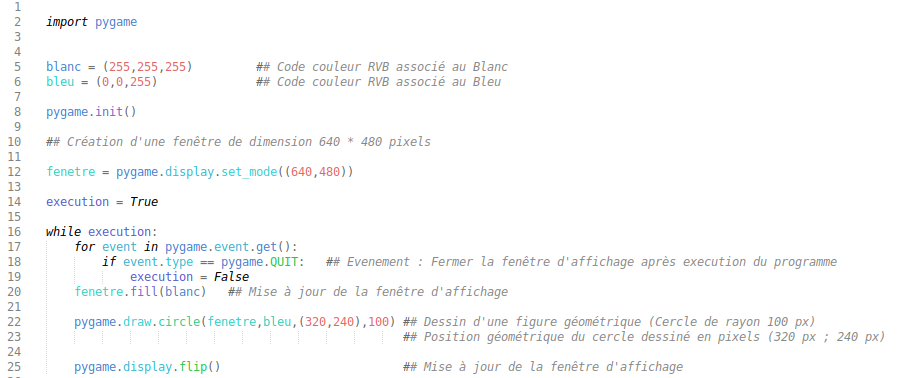 1
2 import pygame
3
4
5 blanc = (255,255,255) ## Code couleur RVB associé au Blanc
6 bleu = (0,0,255) ## Code couleur RVB associé au Bleu
7
8 pygame.init()
9
10 ## Création d'une fenêtre de dimension 640 * 480 pixels
11
12 fenetre = pygame.display.set_mode((640,480))
13
14 execution = True
15
16 while execution:
17 for event in pygame.event.get():
18 if event.type == pygame.QUIT: ## Evenement : Fermer la fenêtre d'affichage après execution du programme
19 execution = False
20 fenetre.fill(blanc) ## Mise à jour de la fenêtre d'affichage
21
22 pygame.draw.circle(fenetre,bleu,(320,240),100) ## Dessin d'une figure géométrique (Cercle de rayon 100 px)
23 ## Position géométrique du cercle dessiné en pixels (320 px ; 240 px)
24
25 pygame.display.flip() ## Mise à jour de la fenêtre d'affichage